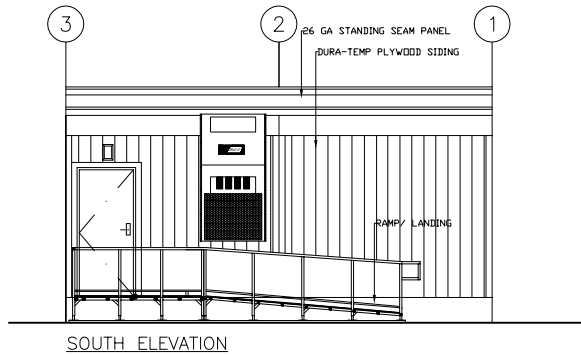 3
2
1
26 GA STANDING SEAM PANEL
DURA-TEMP PLYWOOD SIDING
RAMP/ LANDING
SOUTH ELEVATION